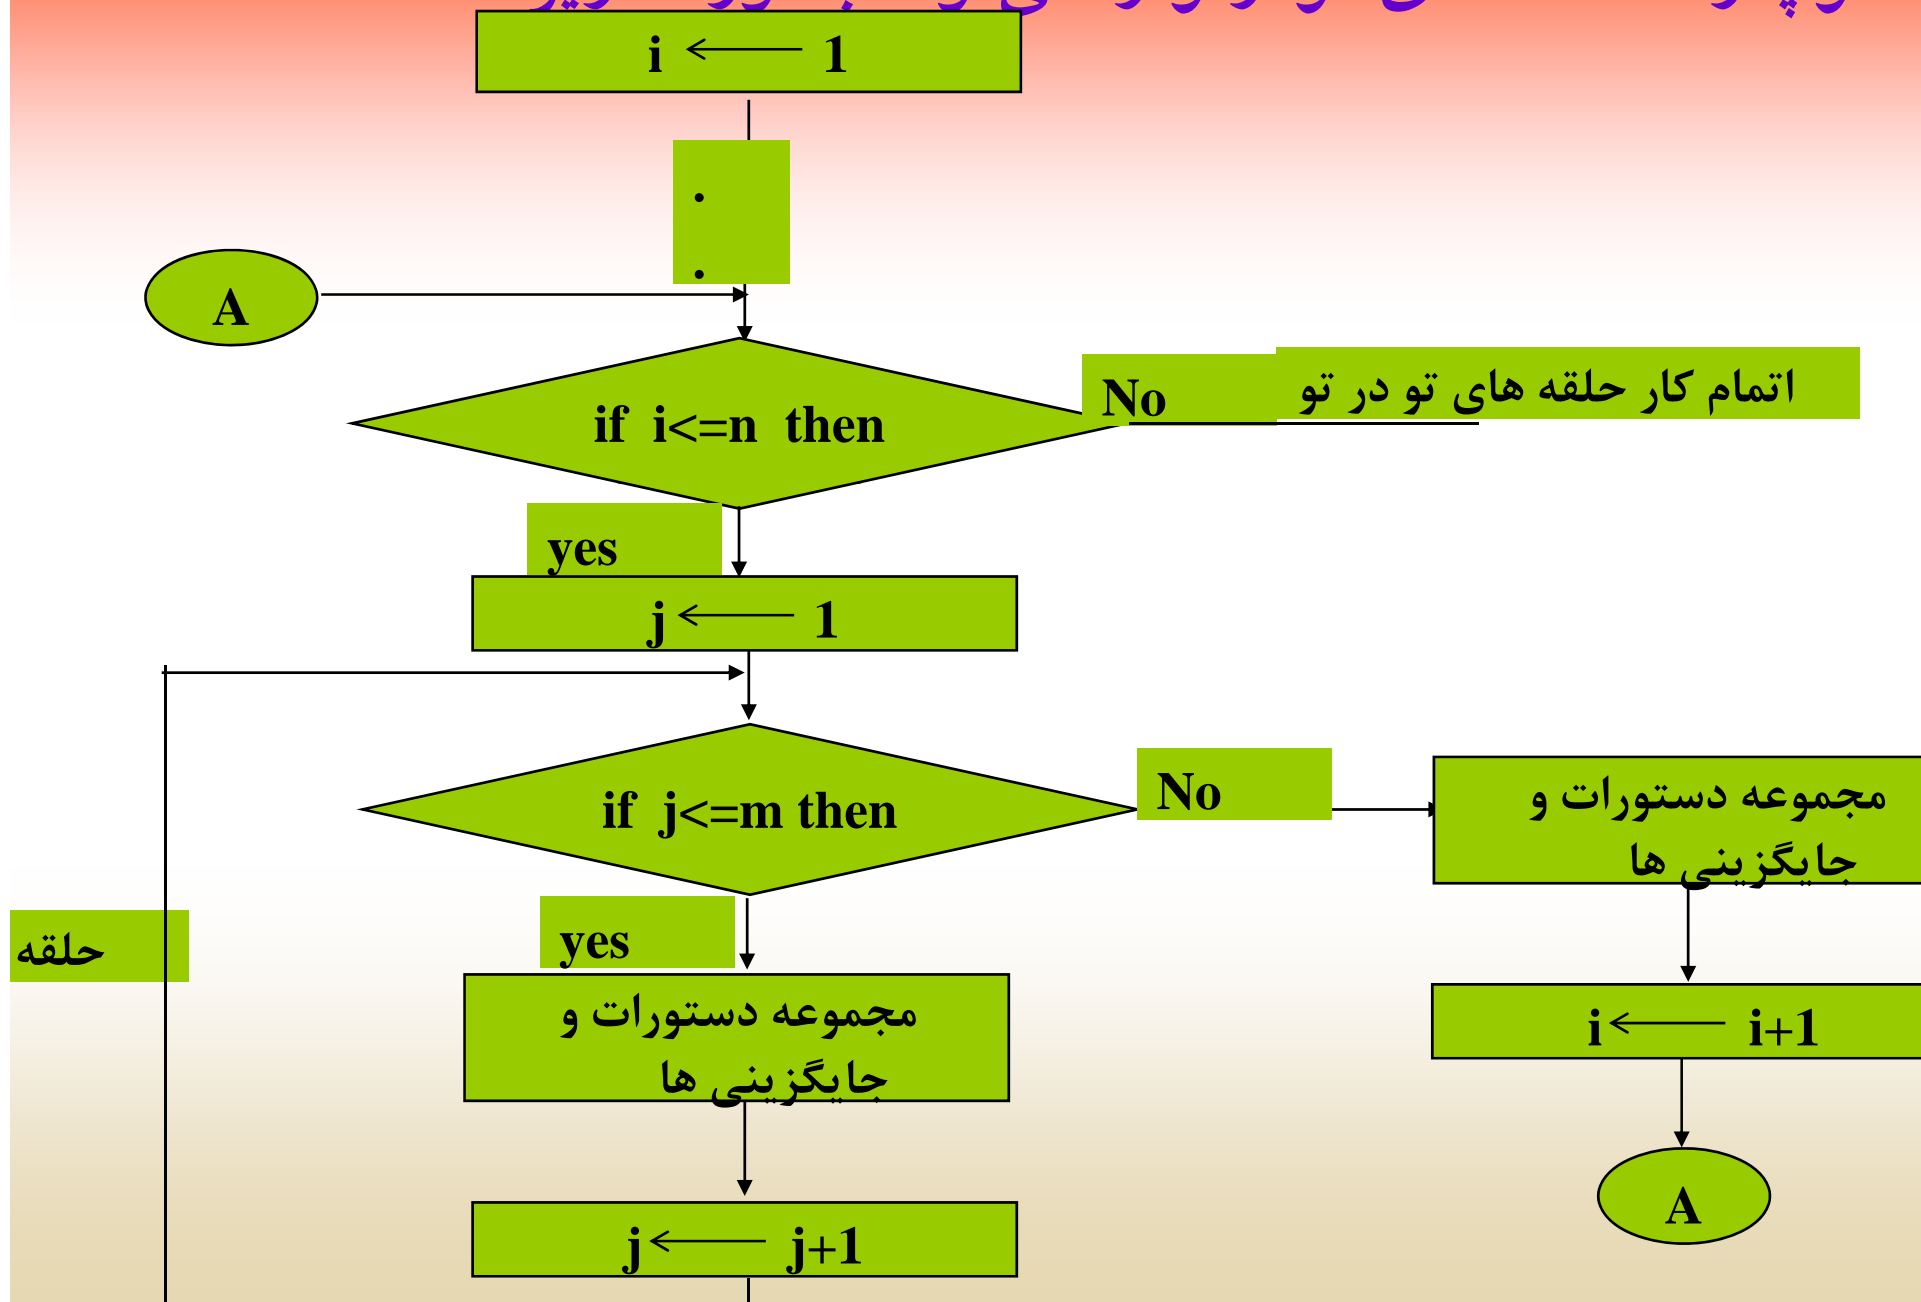 i ← 1
.
.
A
if i<=n then
No
اتمام کار حلقه های تو در تو
yes
j ← 1
if j<=m then
No
مجموعه دستورات و
جایگزینی ها
حلقه
yes
مجموعه دستورات و
جایگزینی ها
i ← i+1
A
j ← j+1